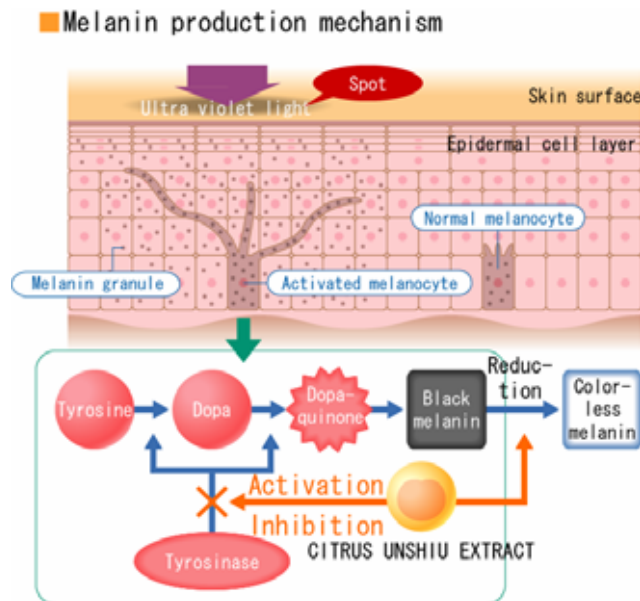 Melanin production mechanism
Spot
Ultra violet light
Skin surface
Epidermal cell layer
Normal melanocyte
Melanin granule
Activated melanocyte
Tyrosine
Dopa
Dopa-
quinone
Black
melanin
Reduc-
tion
Color-
less
melanin
Activation
Inhibition
CITRUS UNSHIU EXTRACT
Tyrosinase